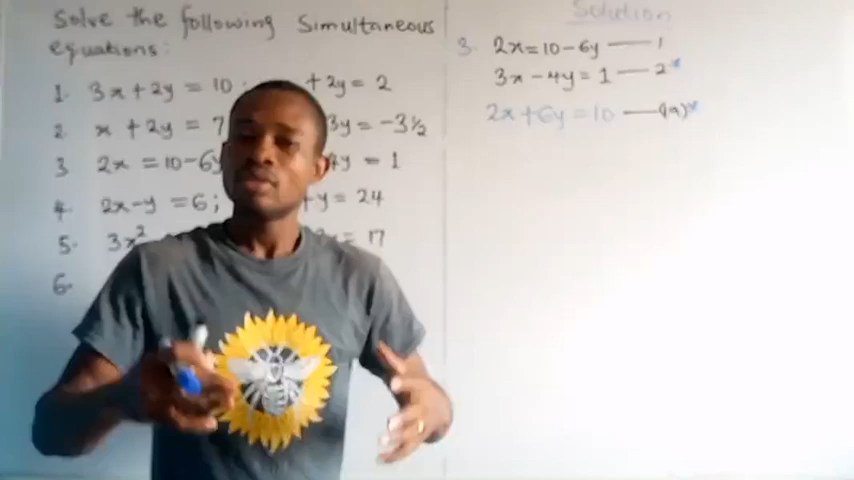 Solve the following Simultaneous
equations:
1. 3x + 2y = 10 + 2y = 2
2. x + 2y = 7 3y = -3½
3 2x = 10-6y 4y = 1
4. 2x-y = 6; +y = 24
5. 3x² = 17
6.
Solution
3. 2x = 10 - 6y — 1
3x - 4y = 1 — 2*
2x + 6y = 10 — (1a)*